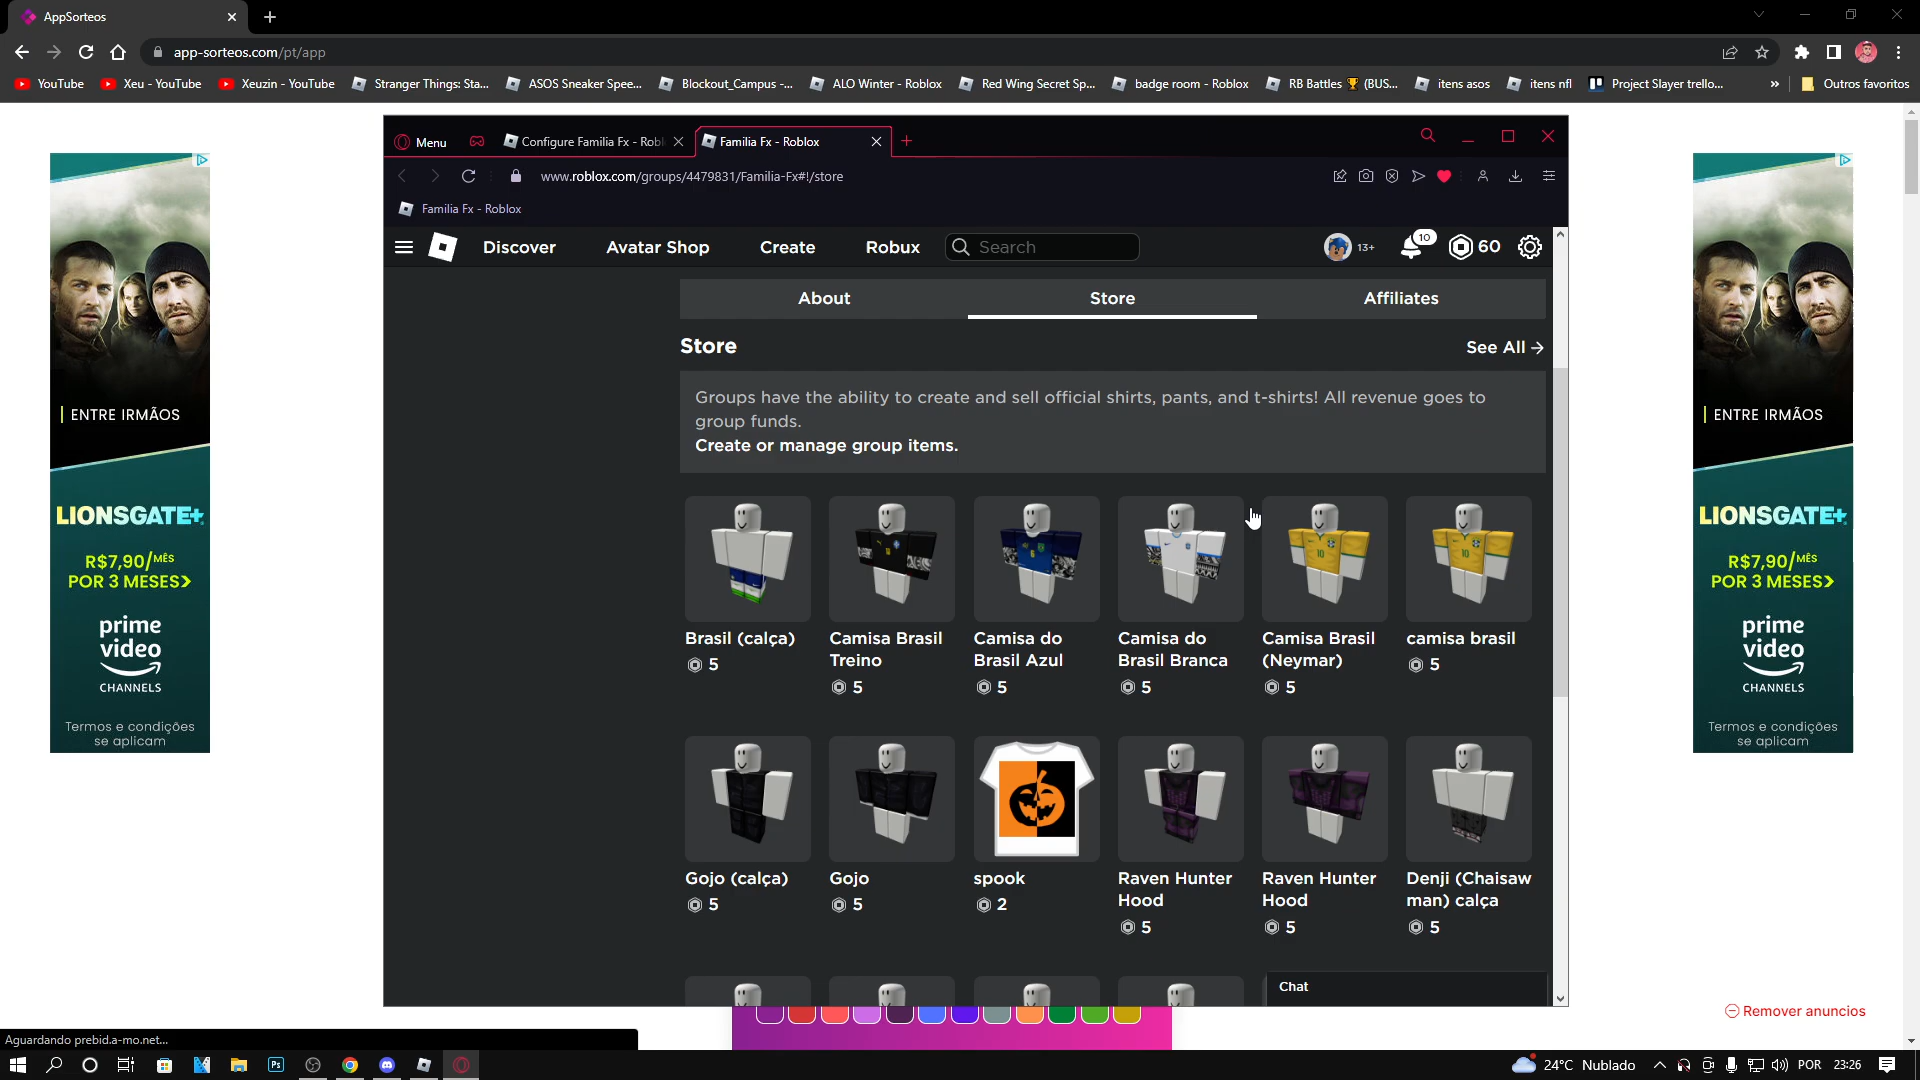 AppSorteos
app-sorteos.com/pt/app
YouTube
Xeu - YouTube
Xeuzin - YouTube
Stranger Things: Sta...
ASOS Sneaker Spee...
Blockout_Campus -...
ALO Winter - Roblox
Red Wing Secret Sp...
badge room - Roblox
RB Battles 🏆 (BUS...
itens asos
itens nfl
Project Slayer trello...
»
Outros favoritos
Menu
Configure Familia Fx - Robl
Familia Fx - Roblox
www.roblox.com/groups/4479831/Familia-Fx#!/store
Familia Fx - Roblox
Discover
Avatar Shop
Create
Robux
Search
13+
10
60
About
Store
Affiliates
Store
See All →
Groups have the ability to create and sell official shirts, pants, and t-shirts! All revenue goes to
group funds.
Create or manage group items.
Brasil (calça)
5
Camisa Brasil
Treino
5
Camisa do
Brasil Azul
5
Camisa do
Brasil Branca
5
Camisa Brasil
(Neymar)
5
camisa brasil
5
Gojo (calça)
5
Gojo
5
spook
2
Raven Hunter
Hood
5
Raven Hunter
Hood
5
Denji (Chaisaw
man) calça
5
Chat
ENTRE IRMÃOS
LIONSGATE+
R$7,90/MÊS
POR 3 MESES>
prime
video
CHANNELS
Termos e condições
se aplicam
ENTRE IRMÃOS
LIONSGATE+
R$7,90/MÊS
POR 3 MESES>
prime
video
CHANNELS
Termos e condições
se aplicam
Remover anuncios
Aguardando prebid.a-mo.net...
Ps
24°C Nublado
POR
23:26